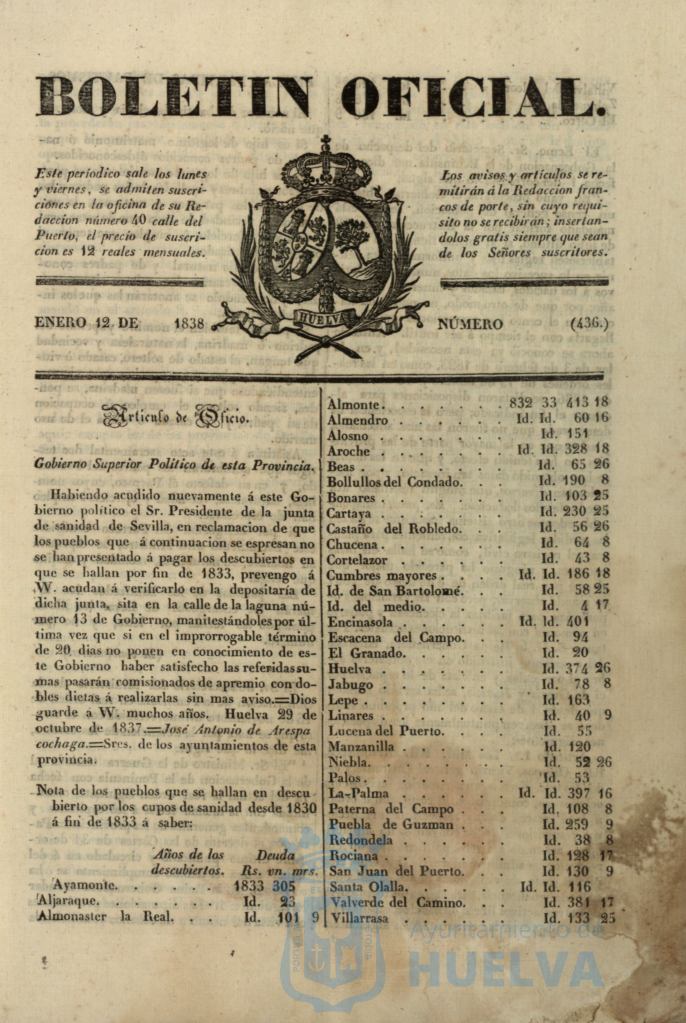 BOLETIN OFICIAL.
Este periódico sale los lunes
y viernes, se admiten suscri-
ciones en la oficina de su Re-
daccion número 40 calle del
Puerto, el precio de suscri-
cion es 12 reales mensuales.
HUELVA
Los avisos y artículos se re-
mitirán á la Redaccion fran-
cos de porte, sin cuyo requi-
sito no se recibirán; insertan-
dolos gratis siempre que sean
de los Señores suscritores.
ENERO 12 DE 1838
NÚMERO (436.)
Articulo de Oficio.
Gobierno Superior Político de esta Provincia.
Habiendo acudido nuevamente á este Go-
bierno político el Sr. Presidente de la junta
de sanidad de Sevilla, en reclamacion de que
los pueblos que á continuacion se espresan no
se han presentado á pagar los descubiertos en
que se hallan por fin de 1833, prevengo á
VV. acudan á verificarlo en la depositaría de
dicha junta, sita en la calle de la laguna nú-
mero 13 de Gobierno, manitestándoles por úl-
tima vez que si en el improrrogable término
de 20 dias no ponen en conocimiento de es-
te Gobierno haber satisfecho las referidas su-
mas pasarán comisionados de apremio con do-
bles dietas á realizarlas sin mas aviso.=Dios
guarde á VV. muchos años. Huelva 29 de
octubre de 1837.=José Antonio de Arespa
cochaga.=Sres. de los ayuntamientos de esta
provincia.
Nota de los pueblos que se hallan en descu
bierto por los cupos de sanidad desde 1830
á fin de 1833 á saber:
Años de los Deuda
descubiertos. Rs. vn. mrs.
Ayamonte. . . . . . 1833 305
Aljaraque. . . . . . Id. 23
Almonaster la Real. . . Id. 101 9
Almonte. . . . . . 832 33 413 18
Almendro . . . . . Id. Id. 60 16
Alosno . . . . . . Id. 151
Aroche . . . . . . Id. Id. 328 18
Beas . . . . . . . Id. 65 26
Bollullos del Condado. . . Id. 190 8
Bonares . . . . . . Id. 103 25
Cartaya . . . . . . Id. 230 25
Castaño del Robledo. . . Id. 56 26
Chucena. . . . . . Id. 64 8
Cortelazor . . . . . Id. 43 8
Cumbres mayores . . . . Id. Id. 186 18
Id. de San Bartolomé. . . Id. 58 25
Id. del medio. . . . . Id. 4 17
Encinasola . . . . . Id. Id. 401
Escacena del Campo. . . Id. 94
El Granado. . . . . Id. 20
Huelva . . . . . . Id. 374 26
Jabugo . . . . . . Id. 78 8
Lepe . . . . . . . Id. 163
Linares . . . . . . Id. 40 9
Lucena del Puerto. . . . Id. 55
Manzanilla . . . . . Id. 120
Niebla. . . . . . . Id. 52 26
Palos. . . . . . . Id. 53
La-Palma . . . . . Id. Id. 397 16
Paterna del Campo . . . Id. 108 8
Puebla de Guzman . . . Id. 259 9
Redondela . . . . . Id. 38 8
Rociana . . . . . . Id. 128 17
San Juan del Puerto. . . Id. 130 9
Santa Olalla. . . . . Id. Id. 116
Valverde del Camino. . . Id. 381 17
Villarrasa . . . . . Id. 133 25
Ayuntamiento de
HUELVA